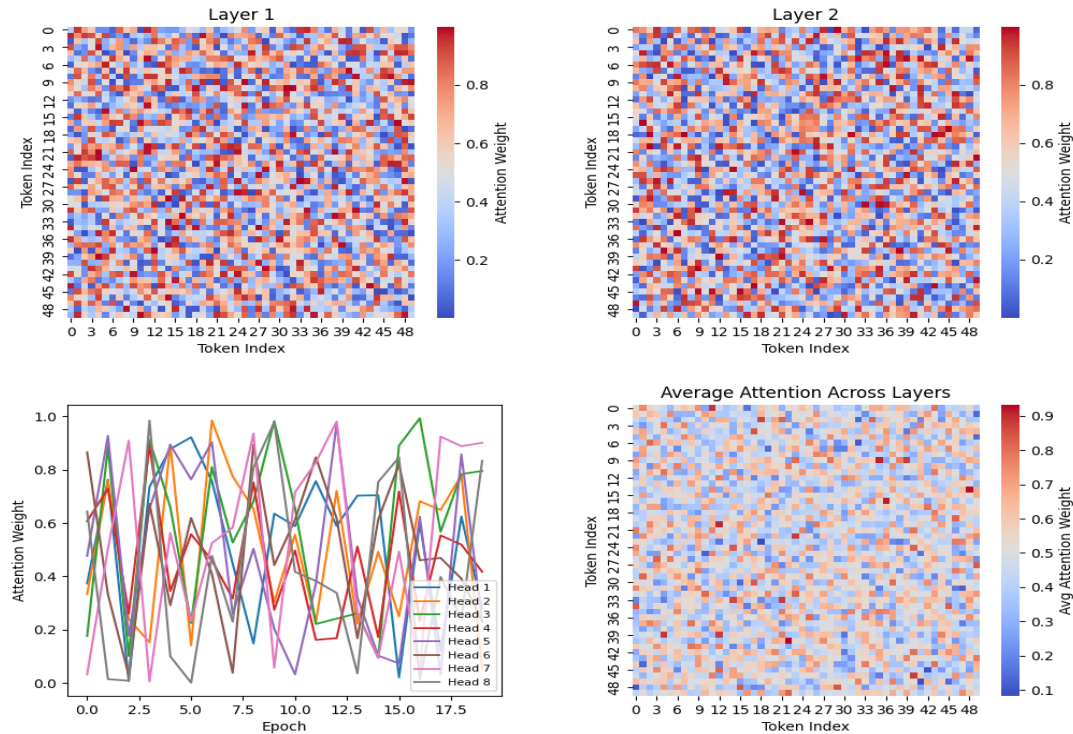 Layer 1
Token Index
0
3
6
9
12
15
18
21
24
27
30
33
36
39
42
45
48
0 3 6 9 12 15 18 21 24 27 30 33 36 39 42 45 48
Token Index
0.8
0.6
0.4
0.2
Attention Weight
Layer 2
Token Index
0
3
6
9
12
15
18
21
24
27
30
33
36
39
42
45
48
0 3 6 9 12 15 18 21 24 27 30 33 36 39 42 45 48
Token Index
0.8
0.6
0.4
0.2
Attention Weight
Attention Weight
1.0
0.8
0.6
0.4
0.2
0.0
0.0 2.5 5.0 7.5 10.0 12.5 15.0 17.5
Epoch
Head 1
Head 2
Head 3
Head 4
Head 5
Head 6
Head 7
Head 8
Average Attention Across Layers
Token Index
0
3
6
9
12
15
18
21
24
27
30
33
36
39
42
45
48
0 3 6 9 12 15 18 21 24 27 30 33 36 39 42 45 48
Token Index
0.9
0.8
0.7
0.6
0.5
0.4
0.3
0.2
0.1
Avg Attention Weight